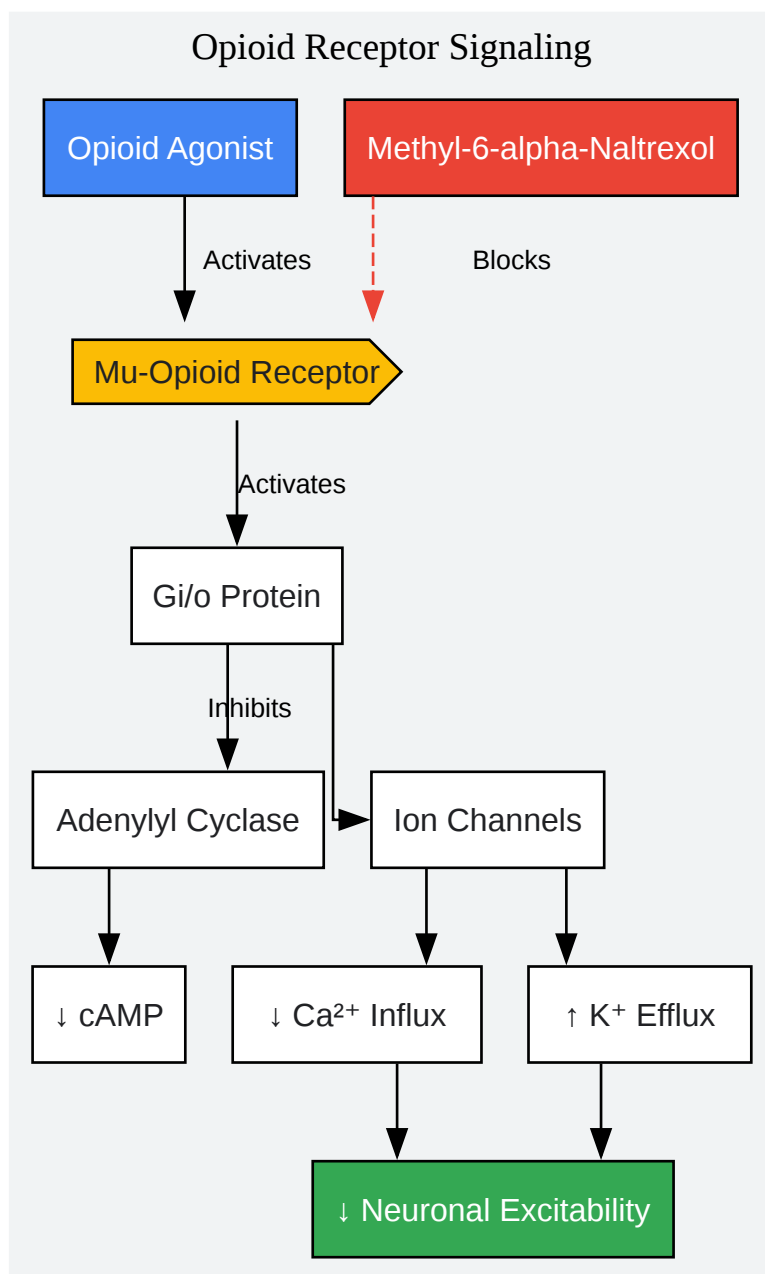 Opioid Receptor Signaling
Opioid Agonist
Methyl-6-alpha-Naltrexol
Activates
Blocks
Mu-Opioid Receptor
Activates
Gi/o Protein
Inhibits
Adenylyl Cyclase
Ion Channels
↓ cAMP
↓ Ca²⁺ Influx
↑ K⁺ Efflux
↓ Neuronal Excitability